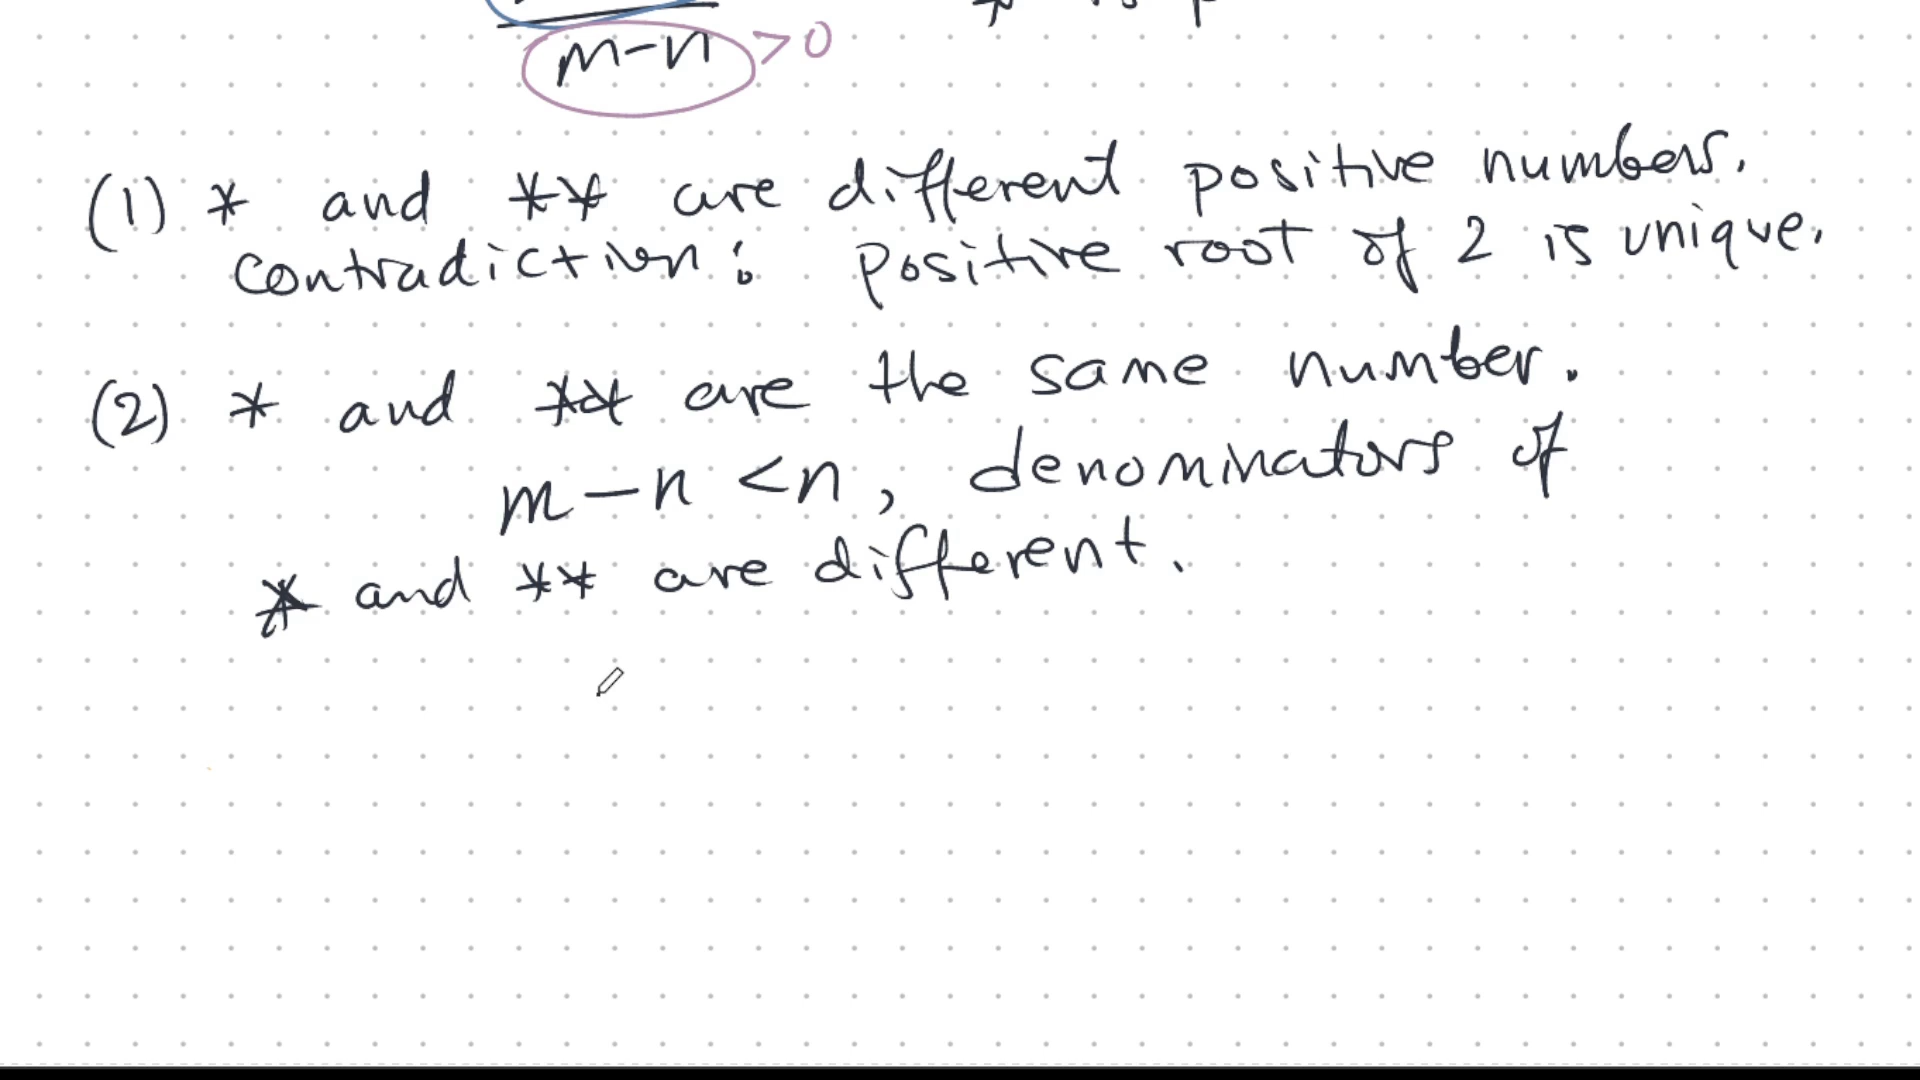 m-n >0
(1) * and ** are different positive numbers.
contradiction: positive root of 2 is unique.
(2) * and ** are the same number.
m-n <n, denominators of
* and ** are different.